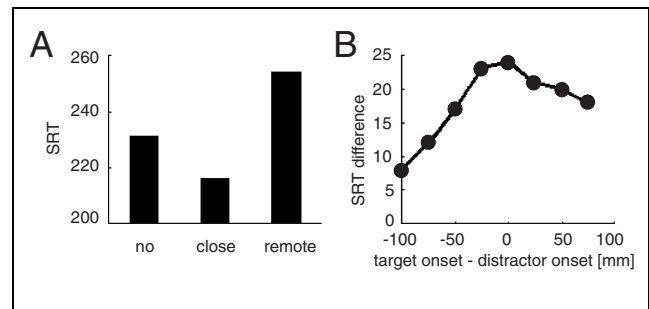 A
B
SRT
260
240
220
200
no close remote
SRT difference
25
20
15
10
5
0
-100 -50 0 50 100
target onset - distractor onset [mm]